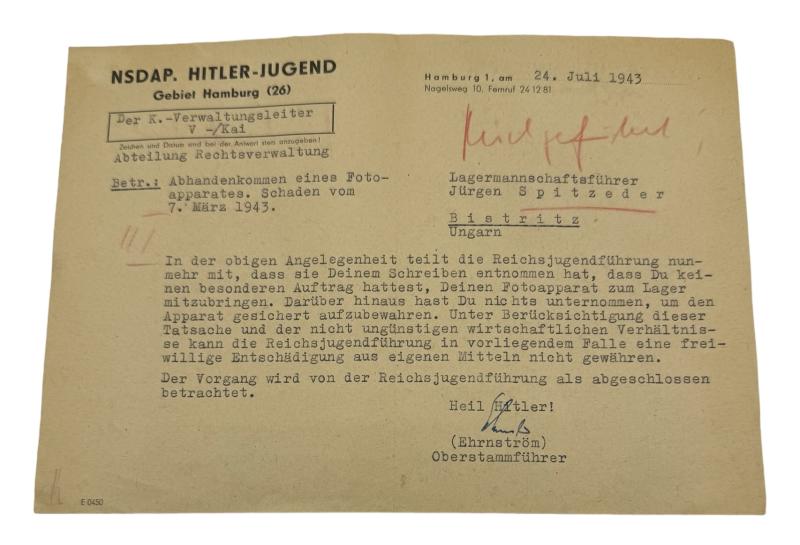 NSDAP. HITLER-JUGEND
Gebiet Hamburg (26)
Der K.-Verwaltungsleiter
V -/Kai
Zeichen und Datum sind bei der Antwort stets anzugeben!
Abteilung Rechtsverwaltung
Hamburg 1, am 24. Juli 1943
Nagelsweg 10, Fernruf 24 12 81
Betr.: Abhandenkommen eines Foto-
apparates. Schaden vom
7. März 1943.
Lagermannschaftsführer
Jürgen Spitzeder
Bistritz
Ungarn
In der obigen Angelegenheit teilt die Reichsjugendführung nun-
mehr mit, dass sie Deinem Schreiben entnommen hat, dass Du kei-
nen besonderen Auftrag hattest, Deinen Fotoapparat zum Lager
mitzubringen. Darüber hinaus hast Du nichts unternommen, um den
Apparat gesichert aufzubewahren. Unter Berücksichtigung dieser
Tatsache und der nicht ungünstigen wirtschaftlichen Verhältnis-
se kann die Reichsjugendführung in vorliegendem Falle eine frei-
willige Entschädigung aus eigenen Mitteln nicht gewähren.
Der Vorgang wird von der Reichsjugendführung als abgeschlossen
betrachtet.
Heil Hitler!
(Ehrnström)
Oberstammführer
E 0450